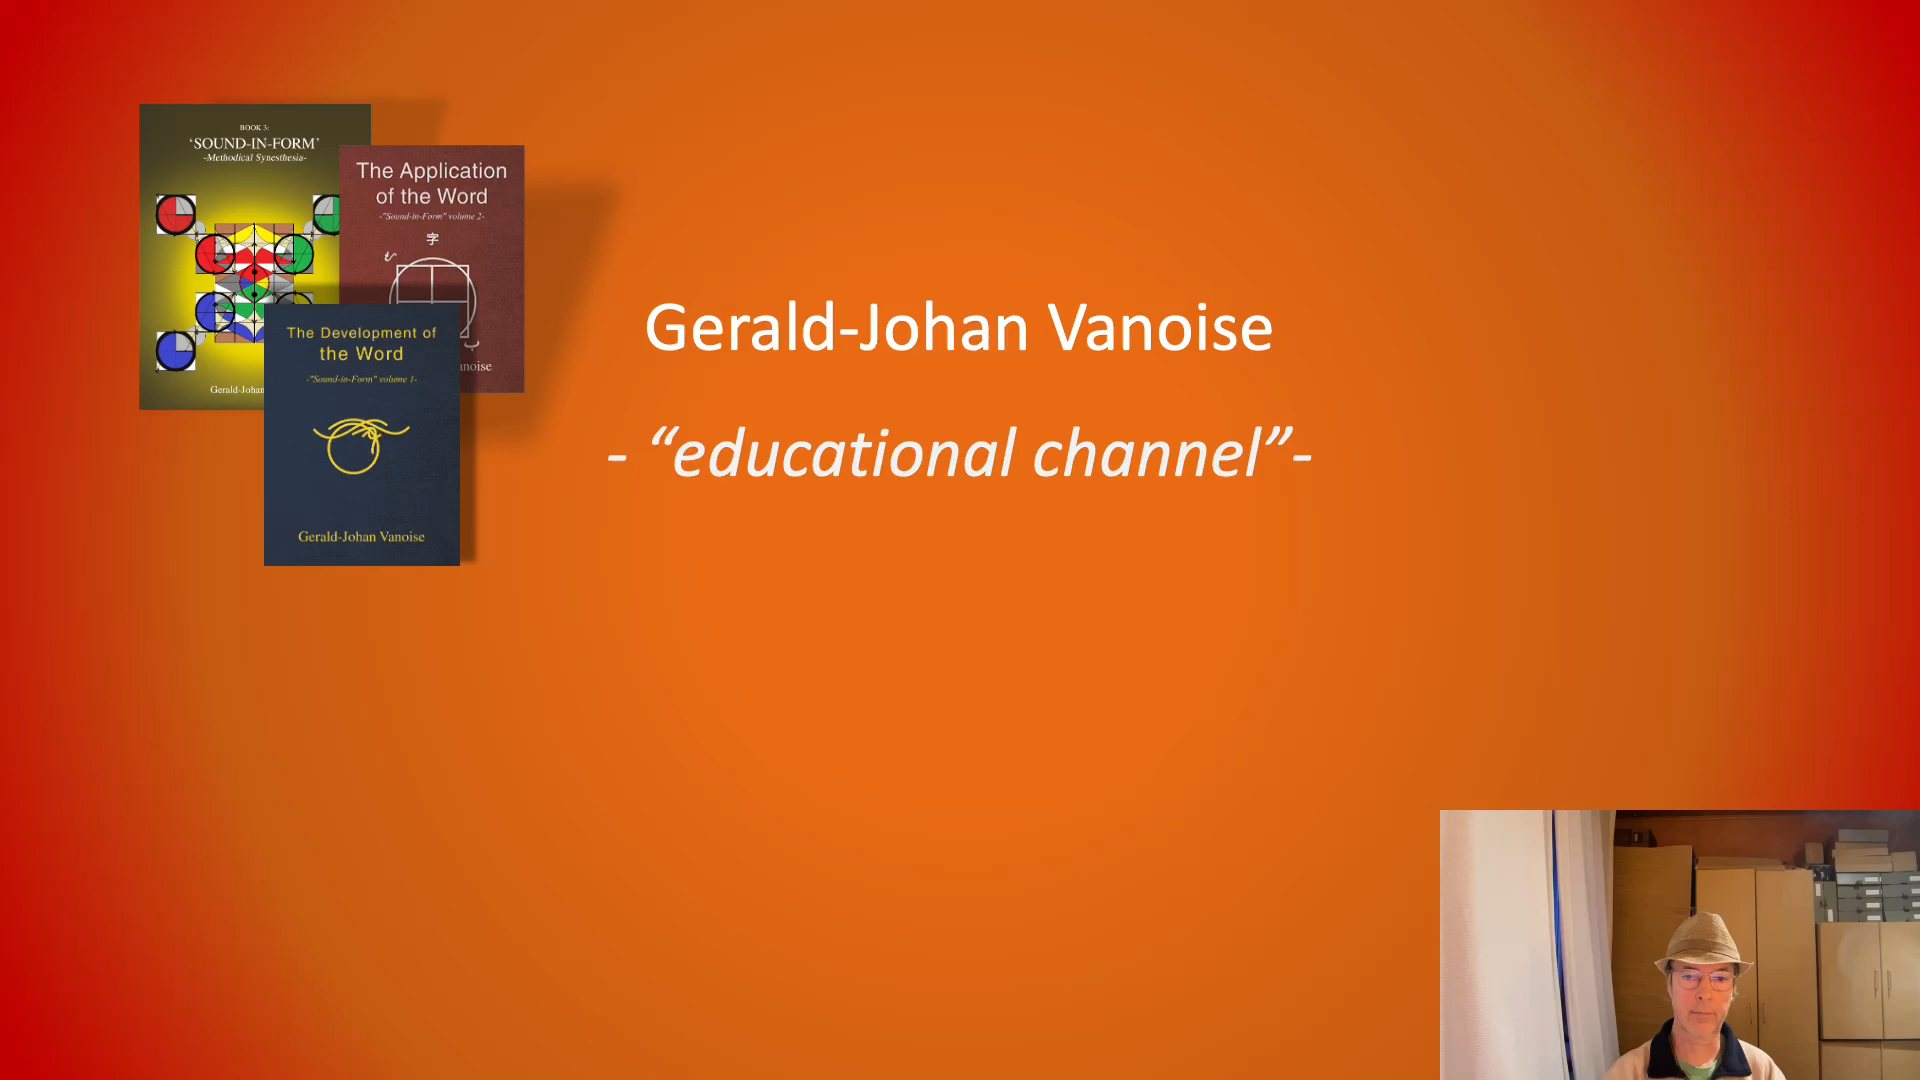 BOOK 3:
‘SOUND-IN-FORM’
-Methodical Synesthesia-
Gerald-Johan
The Application
of the Word
-"Sound-in-Form" volume 2-
字
anoise
The Development of
the Word
-"Sound-in-Form" volume 1-
Gerald-Johan Vanoise
Gerald-Johan Vanoise
- “educational channel”-